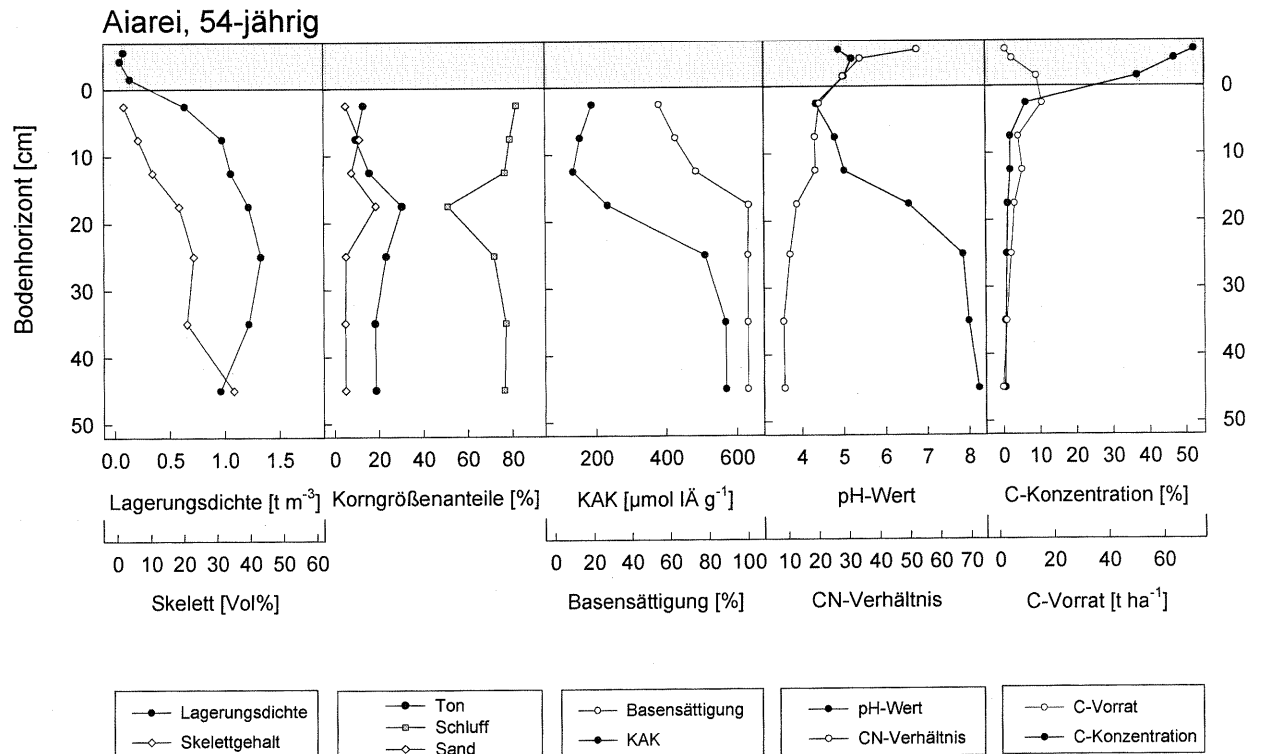 Aiarei, 54-jährig
Bodenhorizont [cm]
0
10
20
30
40
50
0
10
20
30
40
50
0.0 0.5 1.0 1.5
0 20 40 60 80
200 400 600
4 5 6 7 8
0 10 20 30 40 50
Lagerungsdichte [t m-3]
Korngrößenanteile [%]
KAK [µmol IÄ g-1]
pH-Wert
C-Konzentration [%]
0 10 20 30 40 50 60
0 20 40 60 80 100
10 20 30 40 50 60 70
0 20 40 60
Skelett [Vol%]
Basensättigung [%]
CN-Verhältnis
C-Vorrat [t ha-1]
Lagerungsdichte
Skelettgehalt
Ton
Schluff
Sand
Basensättigung
KAK
pH-Wert
CN-Verhältnis
C-Vorrat
C-Konzentration